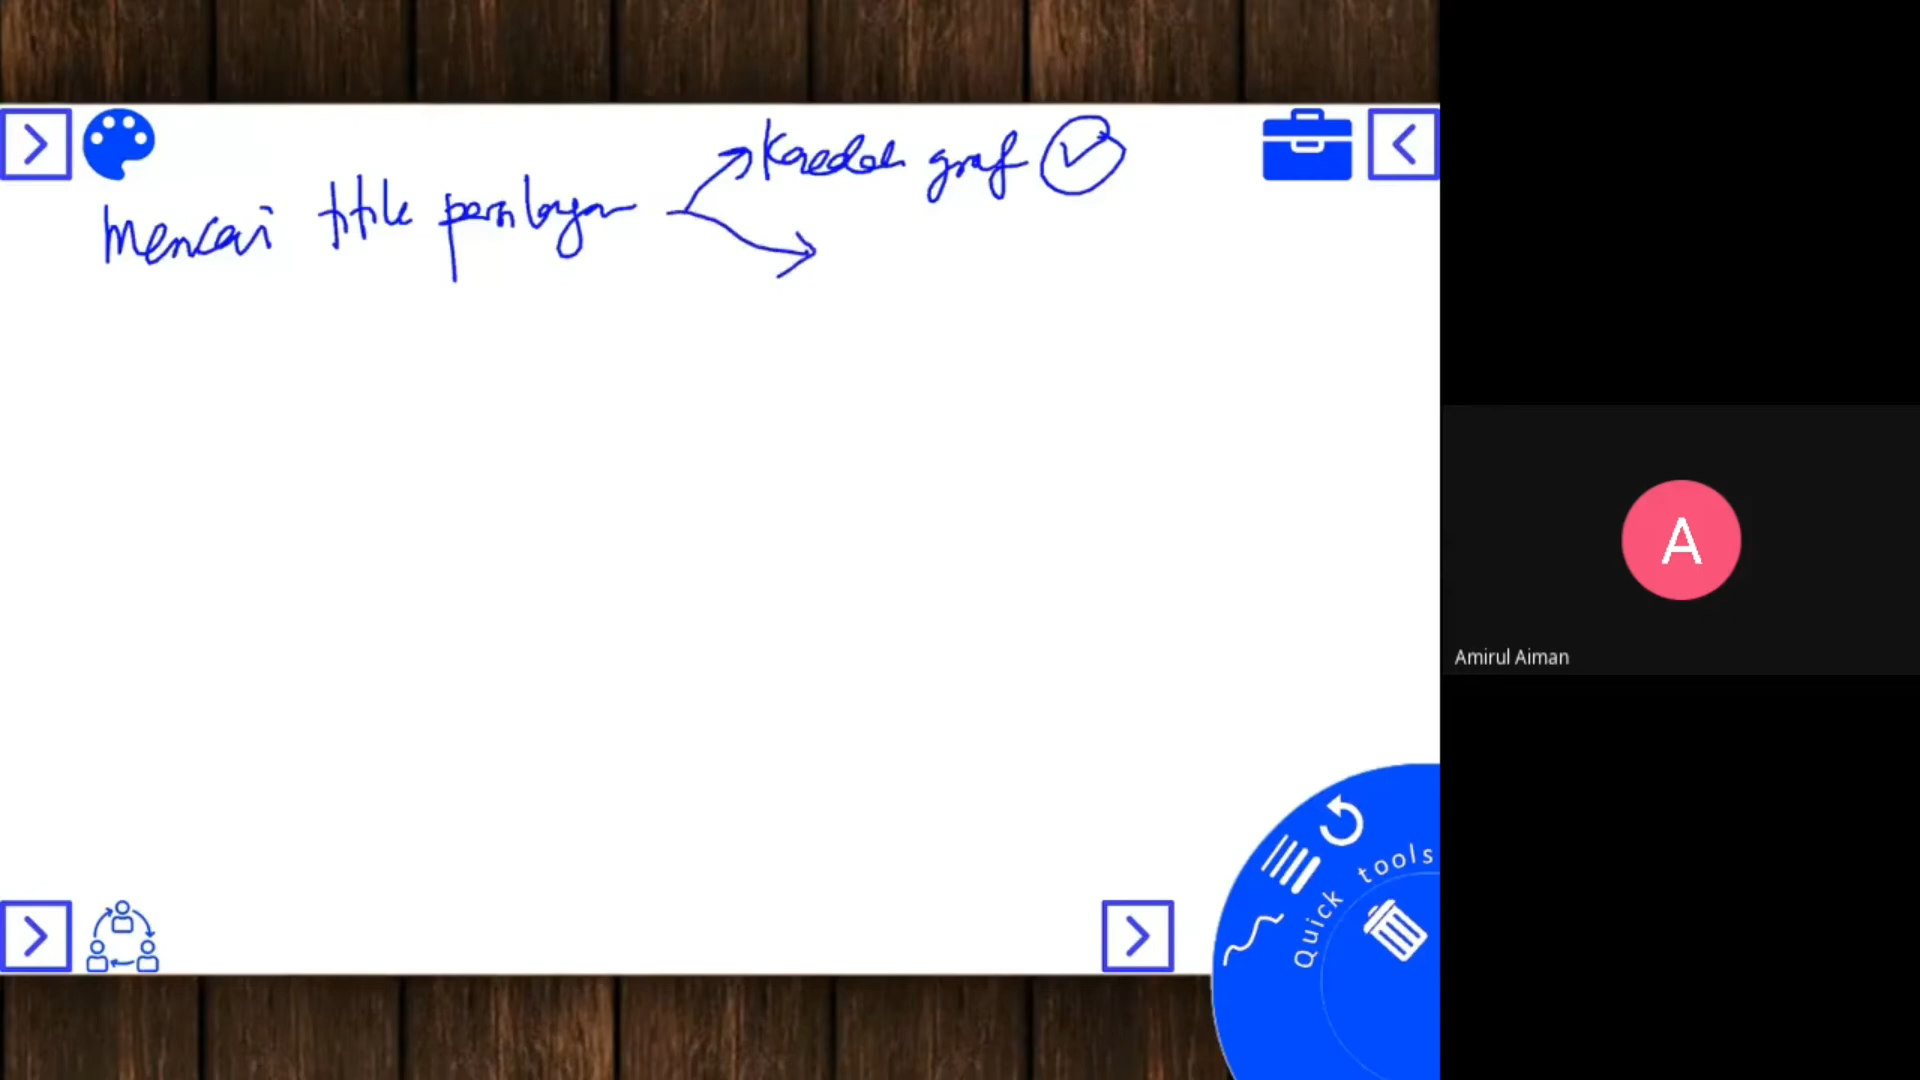 Kaedah graf
mencari titik persilangan
A
Amirul Aiman
Quick tools